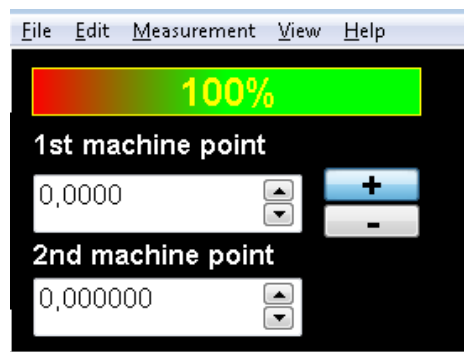 File Edit Measurement View Help
100%
1st machine point
0,0000
+
-
2nd machine point
0,000000